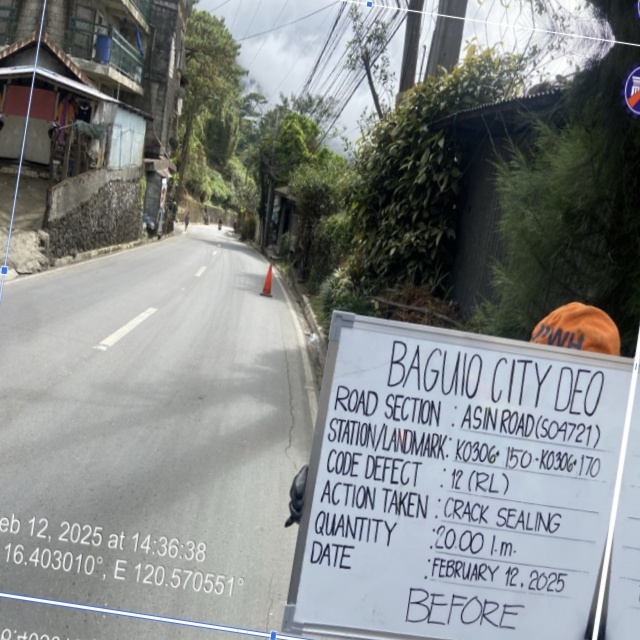 BAGUIO CITY DEO
ROAD SECTION : ASIN ROAD (S04721)
STATION/LANDMARK: K0306+150-K0306+170
CODE DEFECT : 12 (RL)
ACTION TAKEN : CRACK SEALING
QUANTITY : 20.00 l.m.
DATE : FEBRUARY 12, 2025
BEFORE
eb 12, 2025 at 14:36:38
16.403010°, E 120.570551°